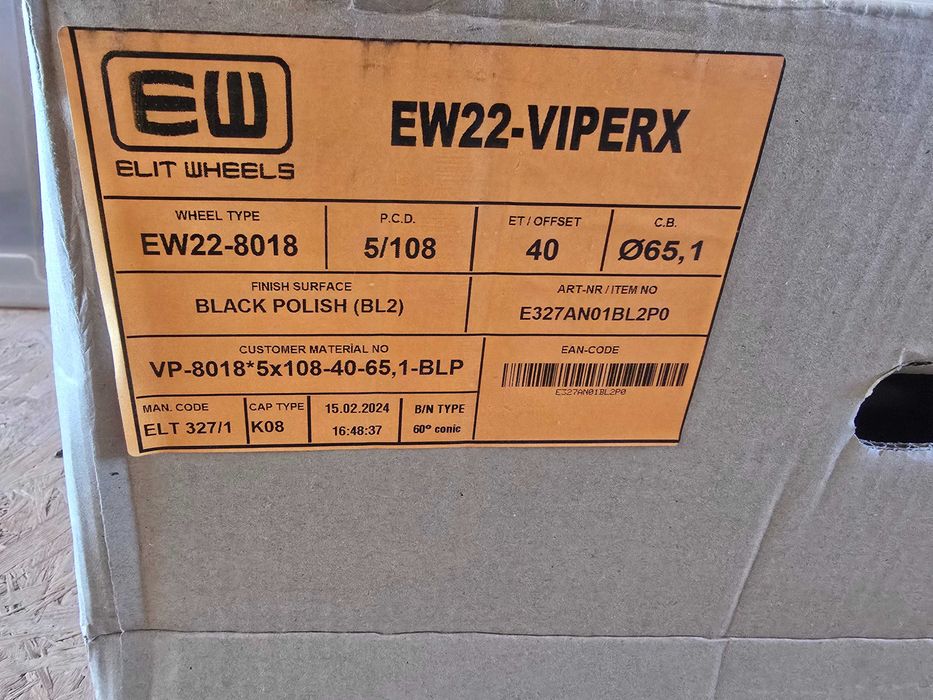 EW
ELIT WHEELS
EW22-VIPERX
WHEEL TYPE
EW22-8018
P.C.D.
5/108
ET / OFFSET
40
C.B.
Ø65,1
FINISH SURFACE
BLACK POLISH (BL2)
ART-NR / ITEM NO
E327AN01BL2P0
CUSTOMER MATERİAL NO
VP-8018*5x108-40-65,1-BLP
EAN-CODE
E327AN01BL2P0
MAN. CODE
ELT 327/1
CAP TYPE
K08
15.02.2024
16:48:37
B/N TYPE
60° conic